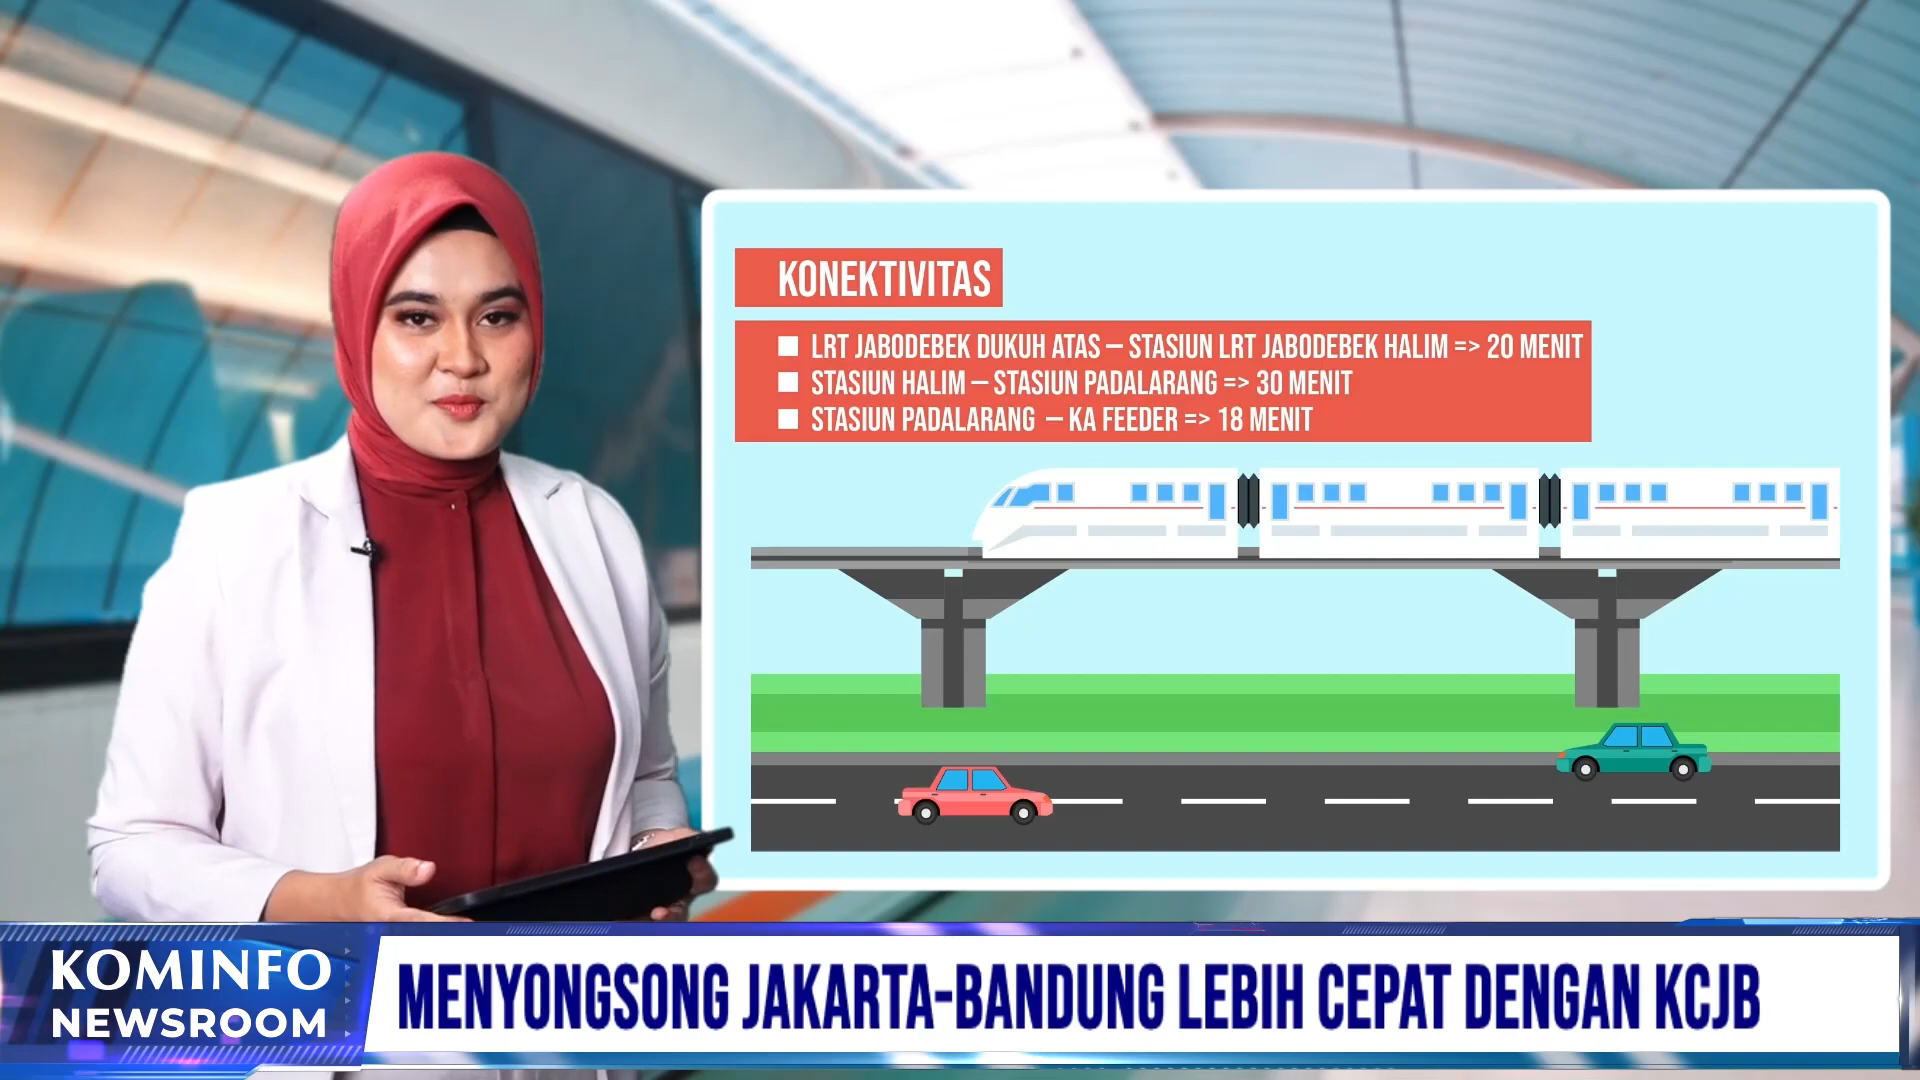 KONEKTIVITAS
LRT JABODEBEK DUKUH ATAS – STASIUN LRT JABODEBEK HALIM => 20 MENIT
STASIUN HALIM – STASIUN PADALARANG => 30 MENIT
STASIUN PADALARANG – KA FEEDER => 18 MENIT
KOMINFO
NEWSROOM
MENYONGSONG JAKARTA-BANDUNG LEBIH CEPAT DENGAN KCJB